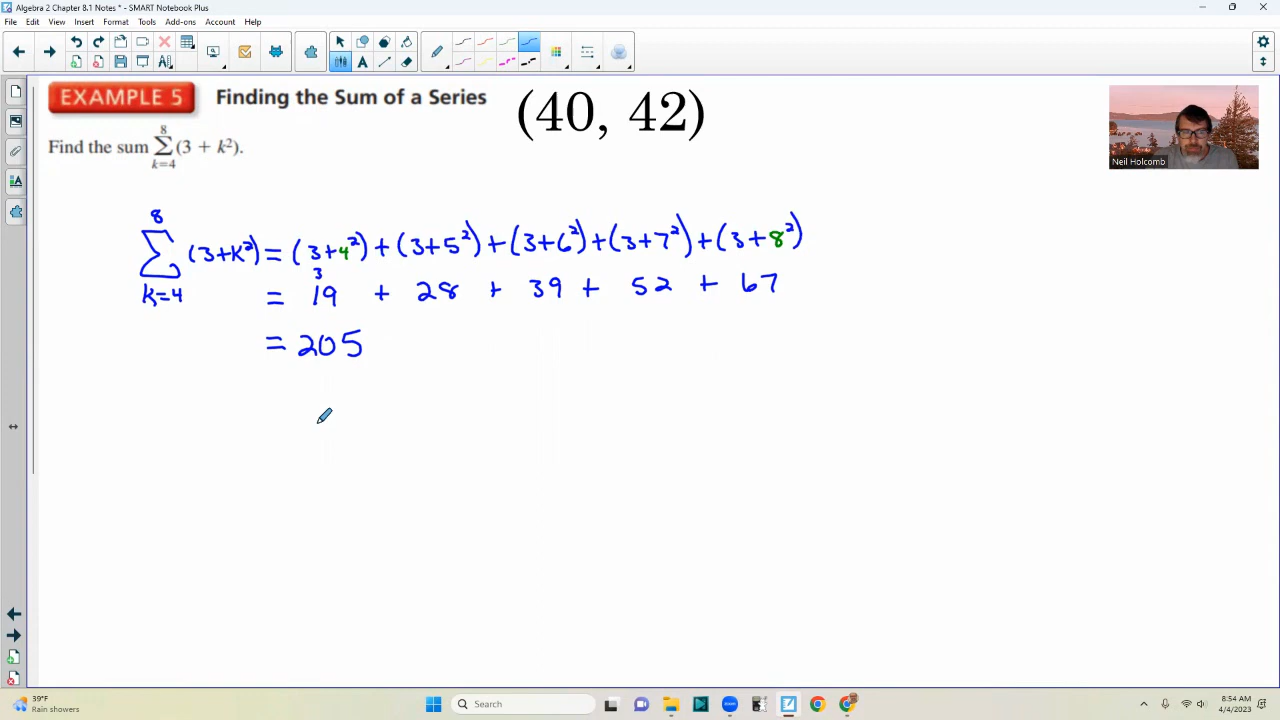 Algebra 2 Chapter 8.1 Notes * - SMART Notebook Plus
File Edit View Insert Format Tools Add-ons Account Help
EXAMPLE 5 Finding the Sum of a Series (40, 42)
Find the sum ∑_{k=4}^{8} (3 + k²).
Neil Holcomb
∑_{k=4}^{8} (3+k²) = (3+4²) + (3+5²) + (3+6²) + (3+7²) + (3+8²)
3
= 19 + 28 + 39 + 52 + 67
= 205
39°F
Rain showers
Search
8:54 AM
4/4/2023